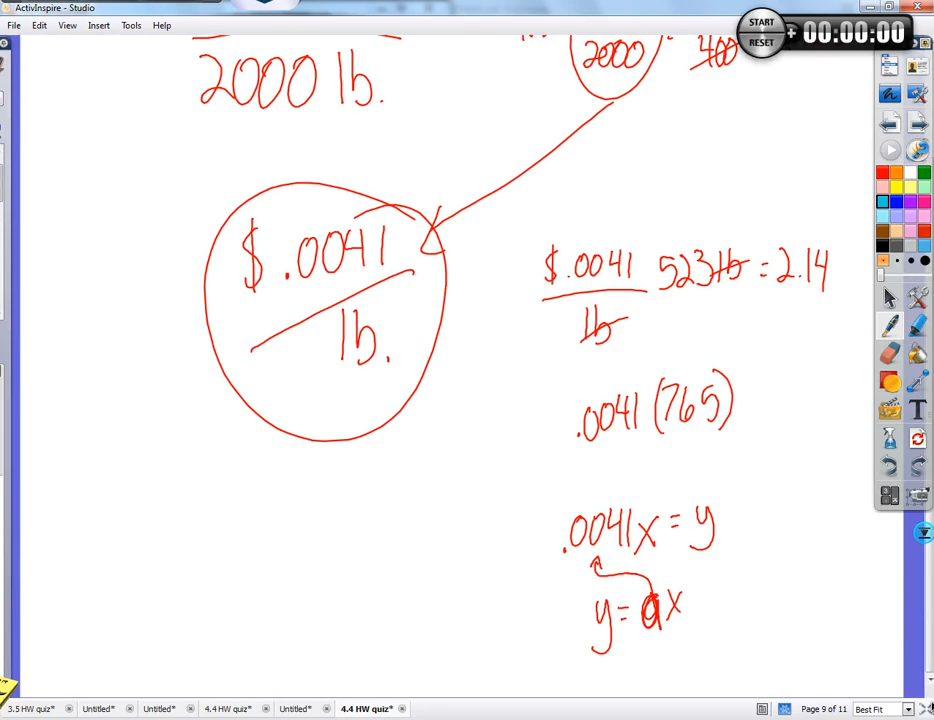 ActivInspire - Studio
File Edit View Insert Tools
START
RESET
00:00:00
2000 lb.
2000
400
$.0041
lb.
$.0041 523 lb = 2.14
lb
.0041 (765)
.0041x = y
y = ax
3.5 HW quiz* Untitled* Untitled* 4.4 HW quiz* Untitled* 4.4 HW quiz*
Page 9 of 11 Best Fit